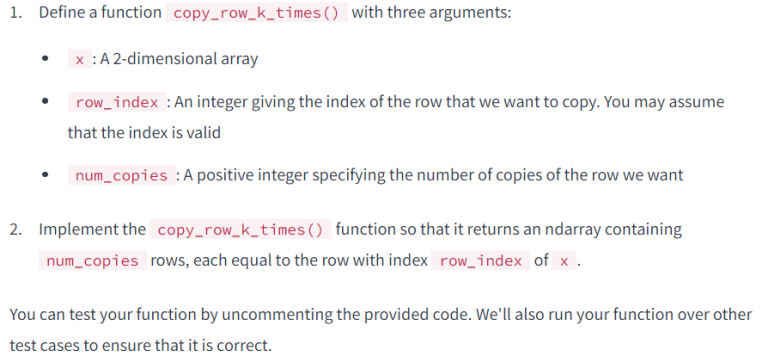 1. Define a function copy_row_k_times() with three arguments:
• x : A 2-dimensional array
• row_index : An integer giving the index of the row that we want to copy. You may assume
that the index is valid
• num_copies : A positive integer specifying the number of copies of the row we want
2. Implement the copy_row_k_times() function so that it returns an ndarray containing
num_copies rows, each equal to the row with index row_index of x .
You can test your function by uncommenting the provided code. We'll also run your function over other
test cases to ensure that it is correct.